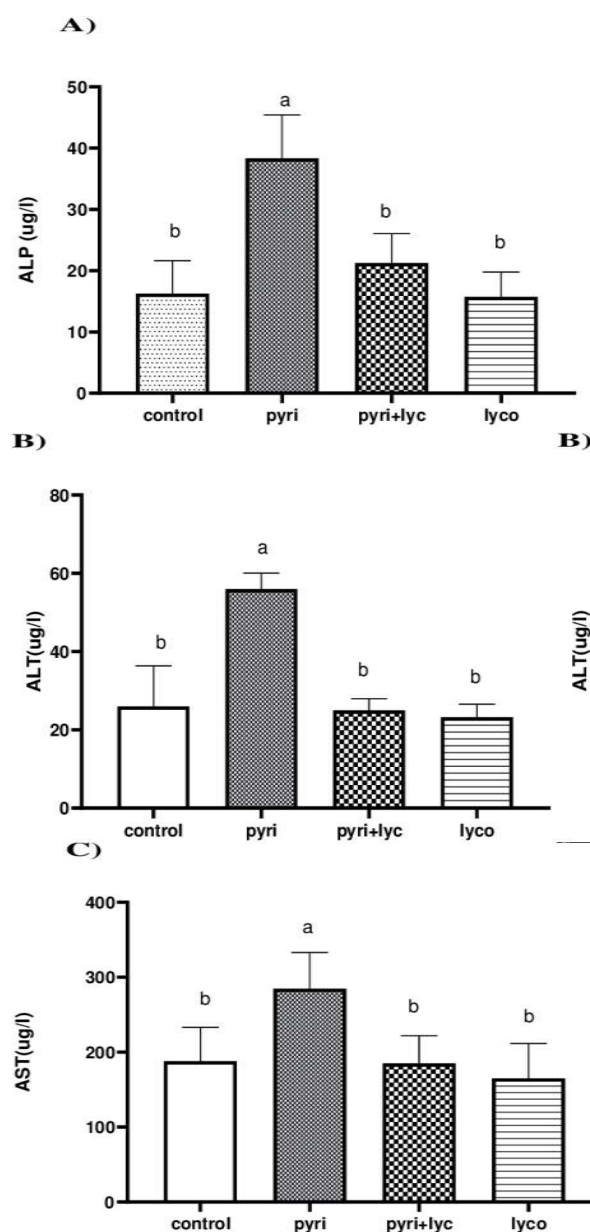 A)
50
a
40
ALP (ug/l)
30
b
b
b
20
10
0
control pyri pyri+lyc lyco
B) B)
80
a
60
ALT(ug/l) ALT(ug/l)
b
40
b
b
20
0
control pyri pyri+lyc lyco
C)
400
a
300
AST(ug/l)
b
b
b
200
100
0
control pyri pyri+lyc lyco